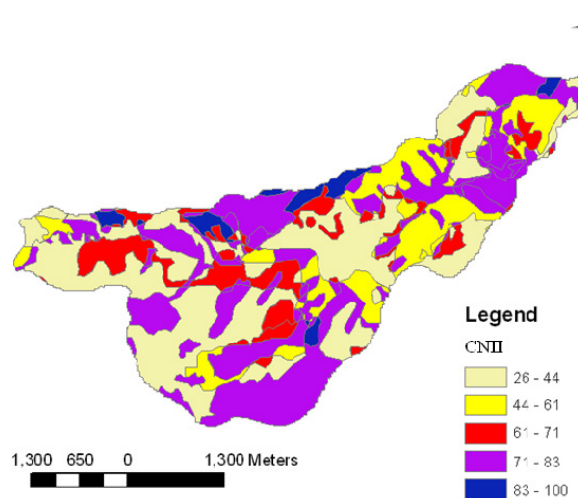 Legend
CNII
26 - 44
44 - 61
61 - 71
71 - 83
83 - 100
1,300 650 0 1,300 Meters